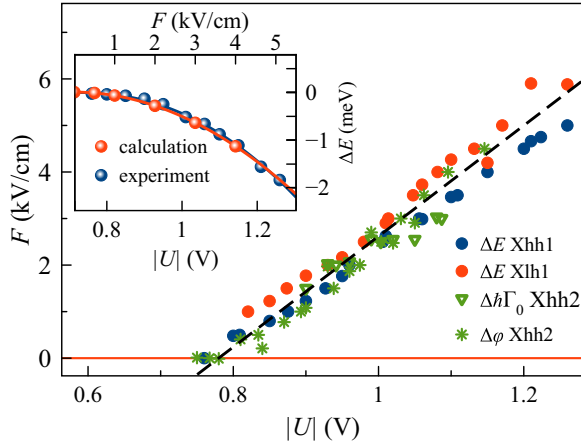 F (kV/cm)
1 2 3 4 5
0
-1
-2
ΔE (meV)
calculation
experiment
0.8 1 1.2
|U| (V)
F (kV/cm)
6
4
2
0
ΔE Xhh1
ΔE Xlh1
ΔħΓ₀ Xhh2
Δφ Xhh2
0.6 0.8 1 1.2
|U| (V)